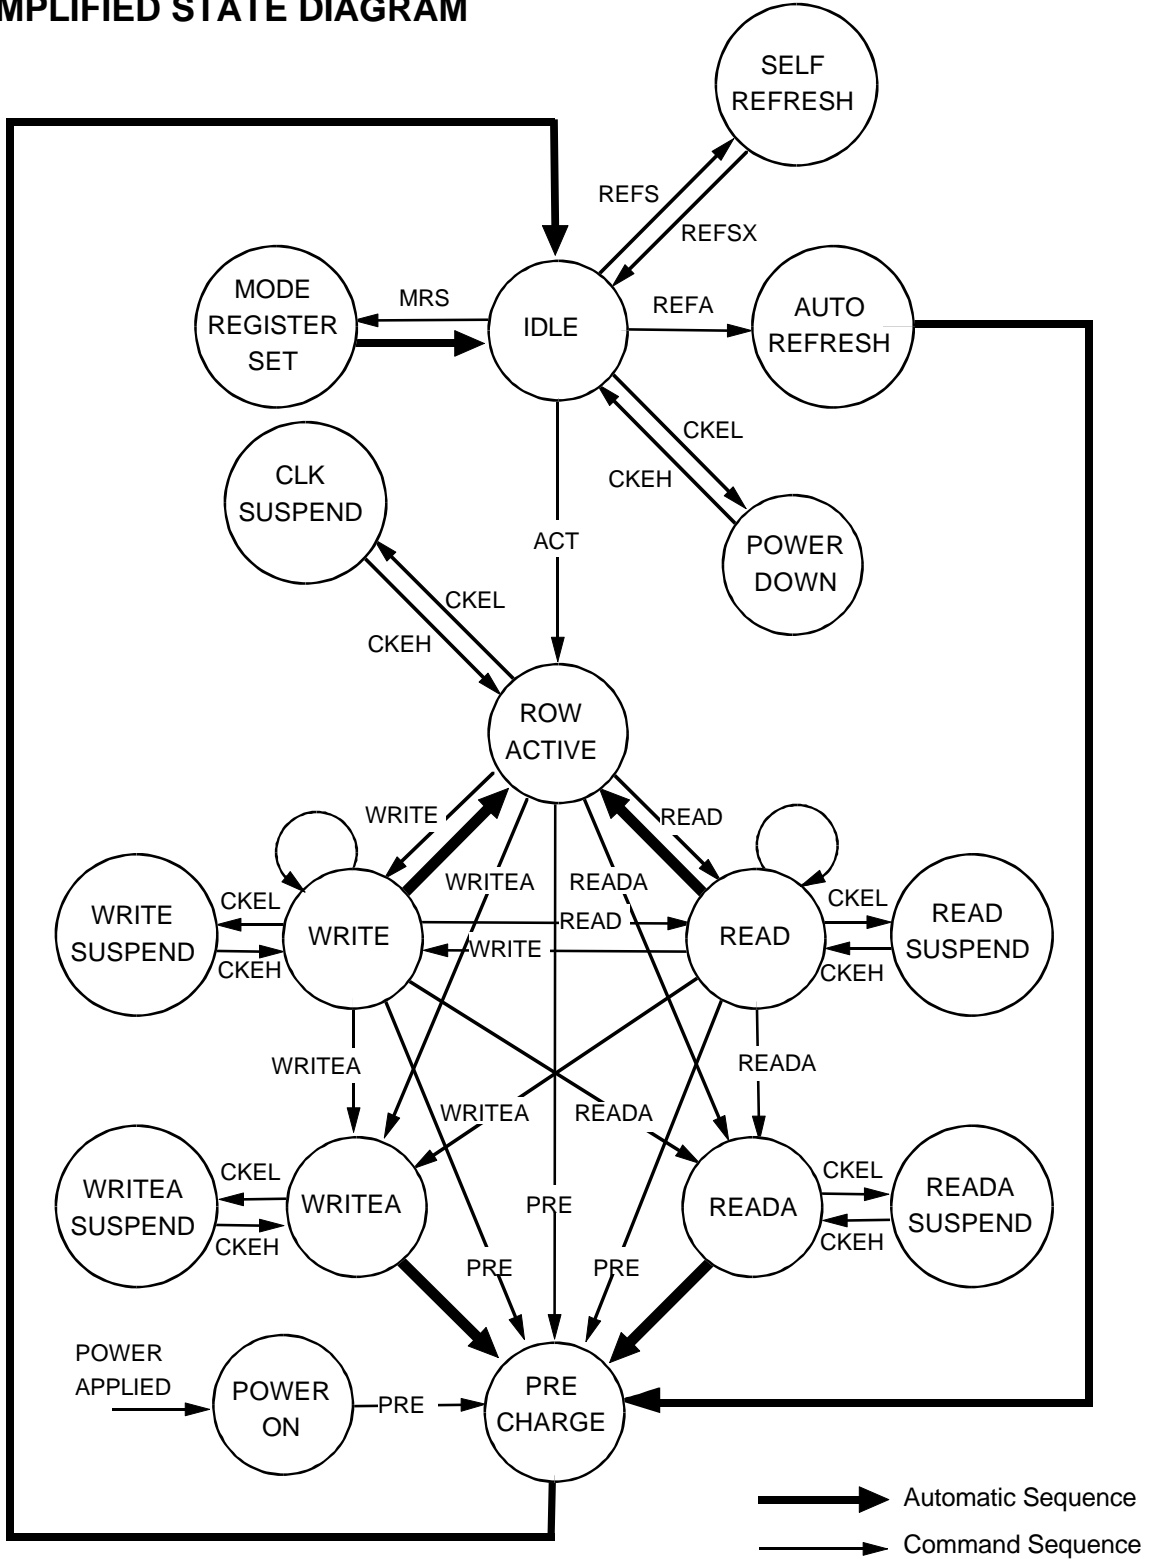 MPLIFIED STATE DIAGRAM
SELF
REFRESH
REFS
REFSX
MODE
REGISTER
SET
MRS
IDLE
REFA
AUTO
REFRESH
CLK
SUSPEND
CKEL
CKEH
ACT
POWER
DOWN
CKEL
CKEH
ROW
ACTIVE
WRITE
READ
WRITEA
READA
WRITE
SUSPEND
CKEL
CKEH
WRITE
READ
WRITE
READ
CKEL
CKEH
READ
SUSPEND
WRITEA
READA
WRITEA
READA
WRITEA
SUSPEND
CKEL
CKEH
WRITEA
PRE
READA
CKEL
CKEH
READA
SUSPEND
PRE
PRE
POWER
APPLIED
POWER
ON
PRE
PRE
CHARGE
Automatic Sequence
Command Sequence